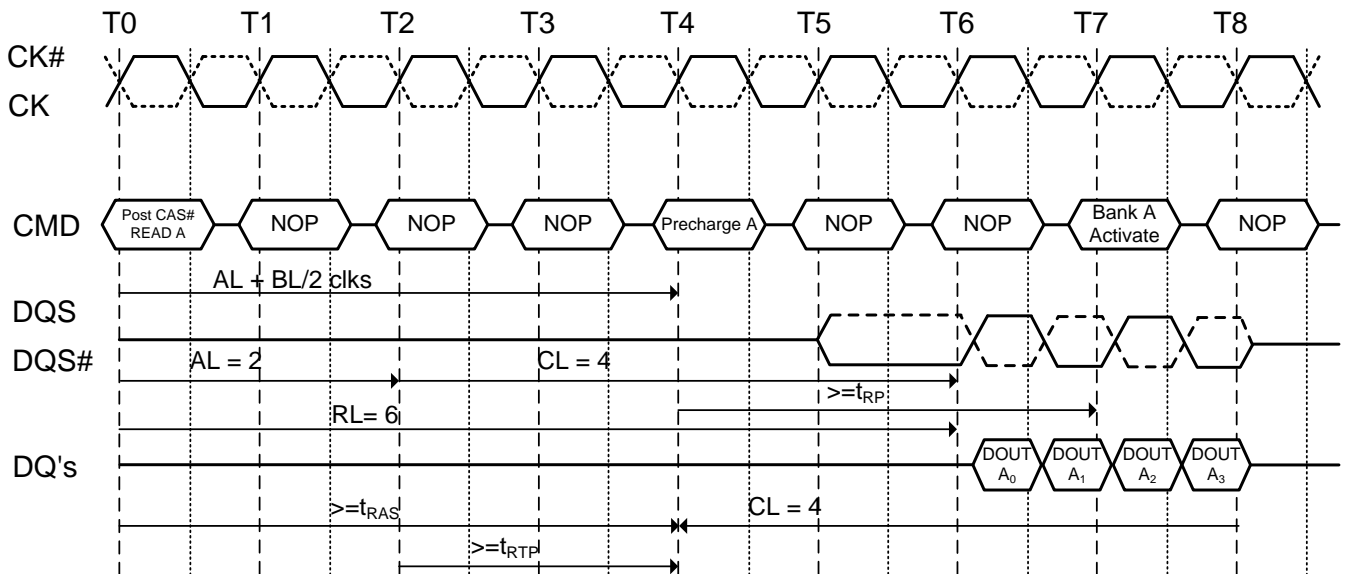 T0 T1 T2 T3 T4 T5 T6 T7 T8
CK#
CK
CMD
Post CAS#
READ A
NOP
NOP
NOP
Precharge A
NOP
NOP
Bank A
Activate
NOP
AL + BL/2 clks
DQS
DQS#
AL = 2
CL = 4
>=tRP
RL= 6
DQ's
DOUT
A0
DOUT
A1
DOUT
A2
DOUT
A3
>=tRAS
CL = 4
>=tRTP